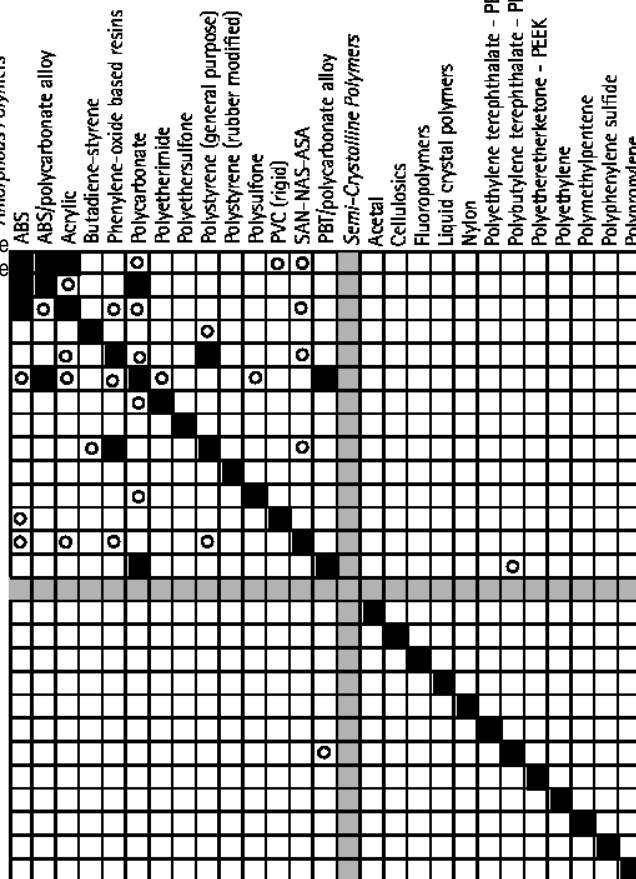 Amorphous Polymers
ABS
ABS/polycarbonate alloy
Acrylic
Butadiene-styrene
Phenylene-oxide based resins
Polycarbonate
Polyetherimide
Polyethersulfone
Polystyrene (general purpose)
Polystyrene (rubber modified)
Polysulfone
PVC (rigid)
SAN-NAS-ASA
PBT/polycarbonate alloy
Semi-Crystalline Polymers
Acetal
Cellulosics
Fluoropolymers
Liquid crystal polymers
Nylon
Polyethylene terephthalate -
Polybutylene terephthalate -
Polyetheretherketone - PEEK
Polyethylene
Polymethylpentene
Polyphenylene sulfide
Polypropylene